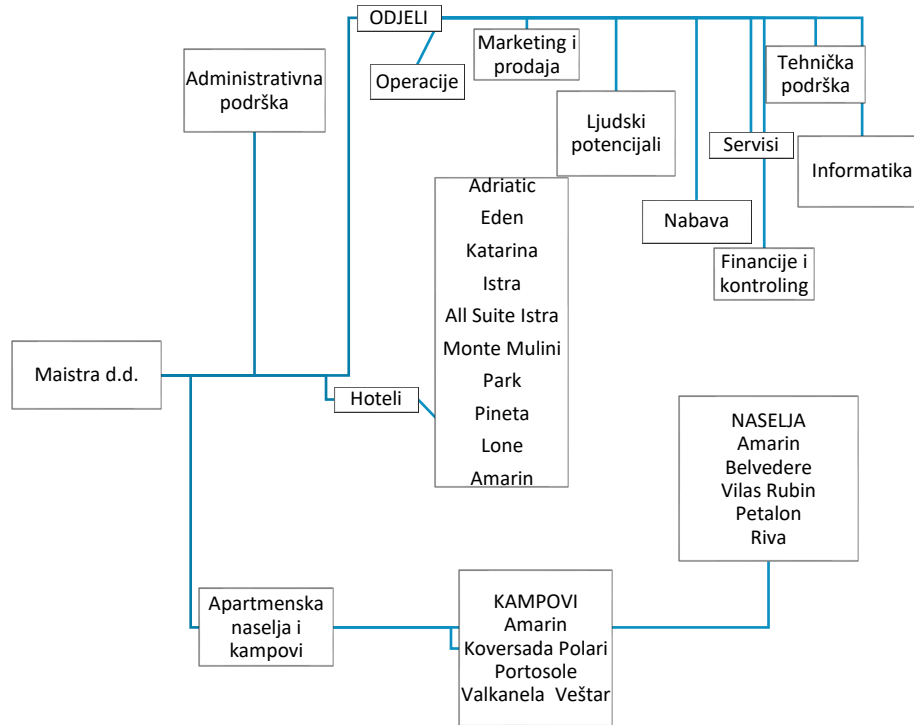 ODJELI
Administrativna
podrška
Operacije
Marketing i
prodaja
Ljudski
potencijali
Nabava
Servisi
Financije i
kontroling
Tehnička
podrška
Informatika
Maistra d.d.
Hoteli
Adriatic
Eden
Katarina
Istra
All Suite Istra
Monte Mulini
Park
Pineta
Lone
Amarin
Apartmenska
naselja i
kampovi
KAMPOVI
Amarin
Koversada Polari
Portosole
Valkanela Veštar
NASELJA
Amarin
Belvedere
Vilas Rubin
Petalon
Riva